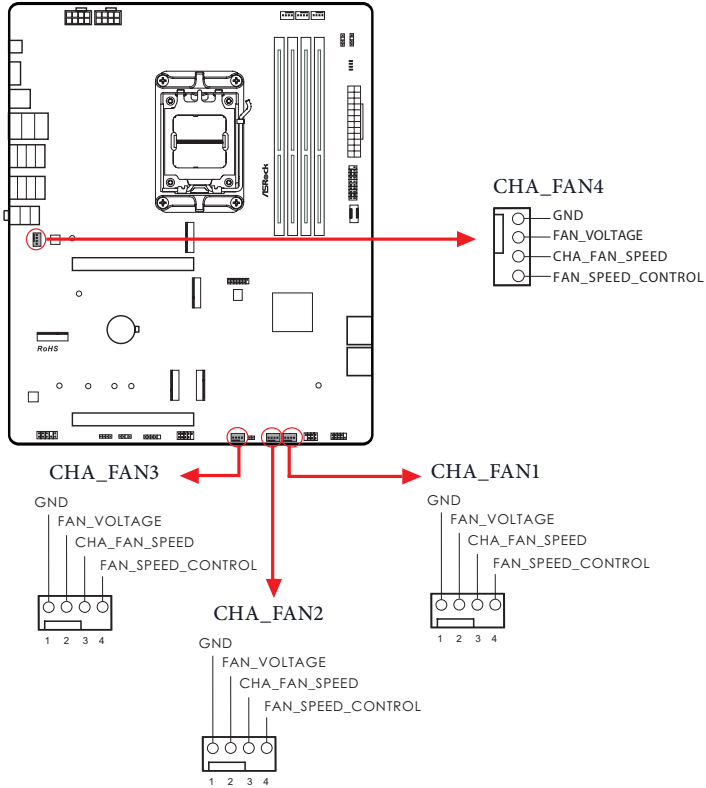 /ISRock
CHA_FAN4
GND
FAN_VOLTAGE
CHA_FAN_SPEED
FAN_SPEED_CONTROL
RoHS
CHA_FAN3
GND
FAN_VOLTAGE
CHA_FAN_SPEED
FAN_SPEED_CONTROL
1 2 3 4
CHA_FAN1
GND
FAN_VOLTAGE
CHA_FAN_SPEED
FAN_SPEED_CONTROL
1 2 3 4
CHA_FAN2
GND
FAN_VOLTAGE
CHA_FAN_SPEED
FAN_SPEED_CONTROL
1 2 3 4